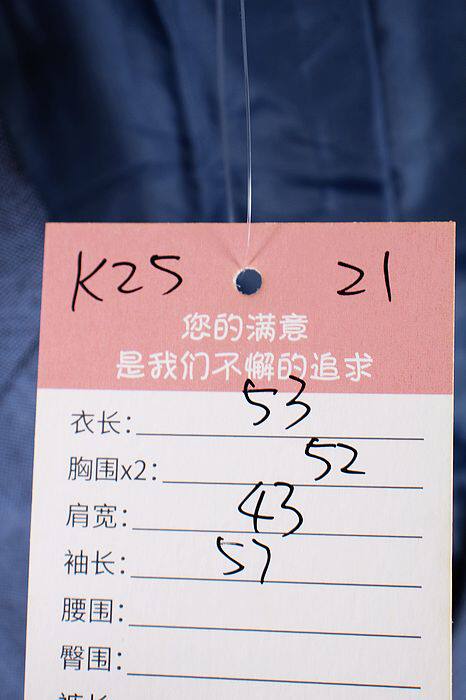 K25 21
您的满意
是我们不懈的追求
衣长: 53
胸围x2: 52
肩宽: 43
袖长: 57
腰围:
臀围: